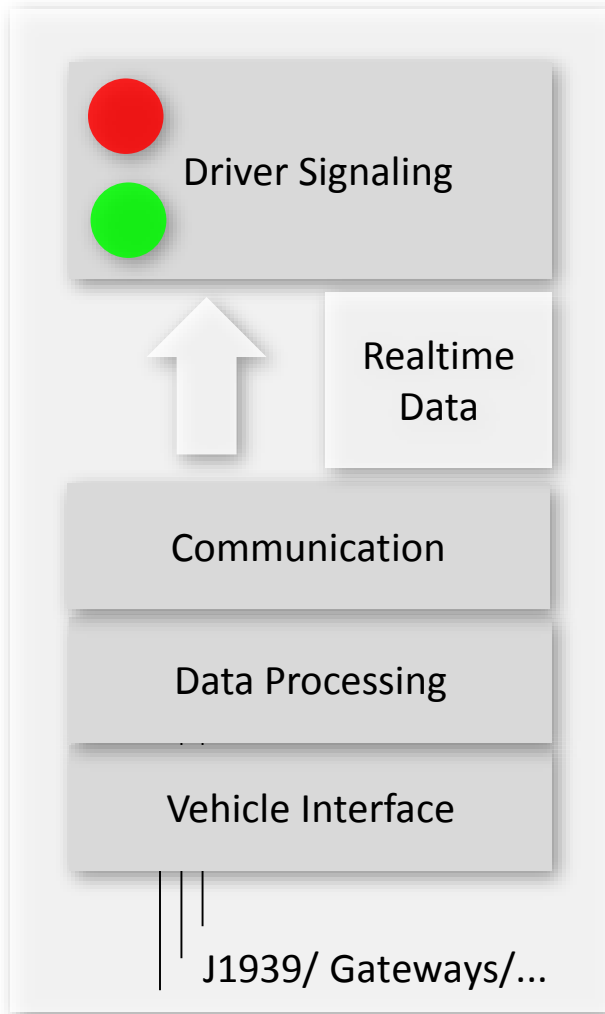 Driver Signaling
Realtime
Data
Communication
Data Processing
Vehicle Interface
J1939/ Gateways/...